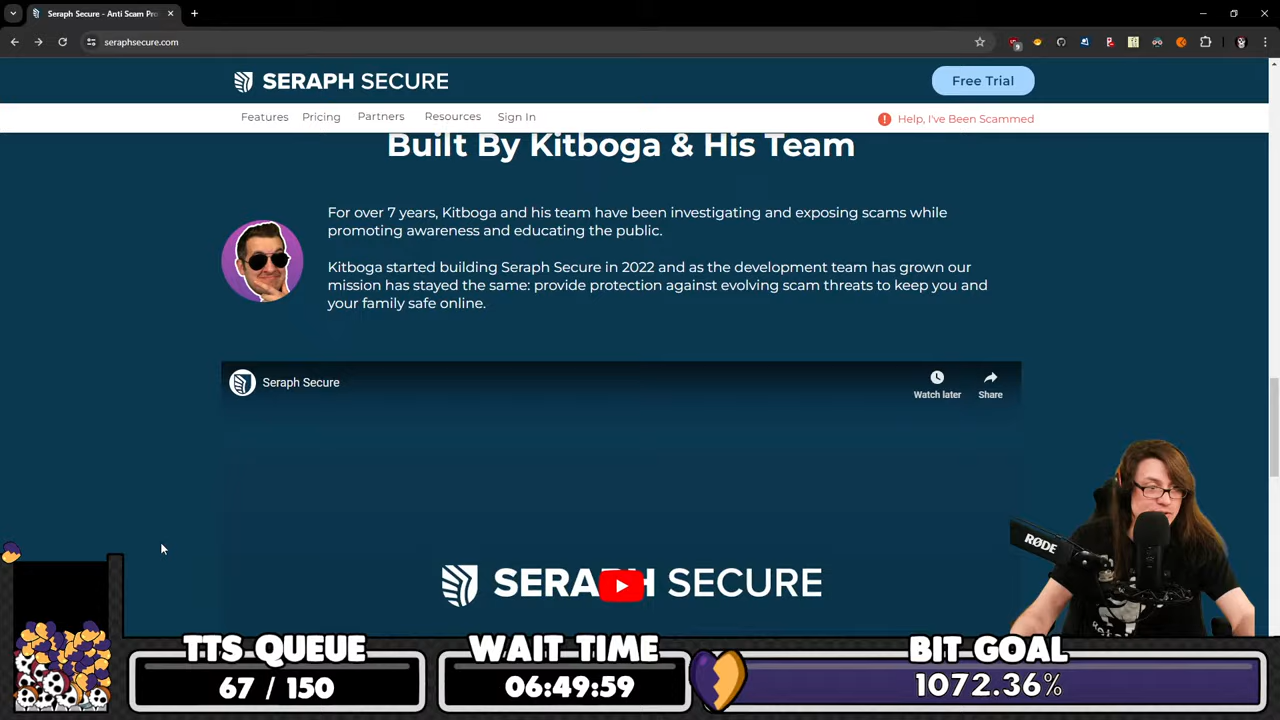 Seraph Secure - Anti Scam Pro
seraphsecure.com
9
SERAPH SECURE
Free Trial
Features Pricing Partners Resources Sign In
Help, I've Been Scammed
Built By Kitboga & His Team
For over 7 years, Kitboga and his team have been investigating and exposing scams while
promoting awareness and educating the public.
Kitboga started building Seraph Secure in 2022 and as the development team has grown our
mission has stayed the same: provide protection against evolving scam threats to keep you and
your family safe online.
Seraph Secure
Watch later
Share
SERAPH SECURE
RØDE
TTS QUEUE
67 / 150
WAIT TIME
06:49:59
BIT GOAL
1072.36%